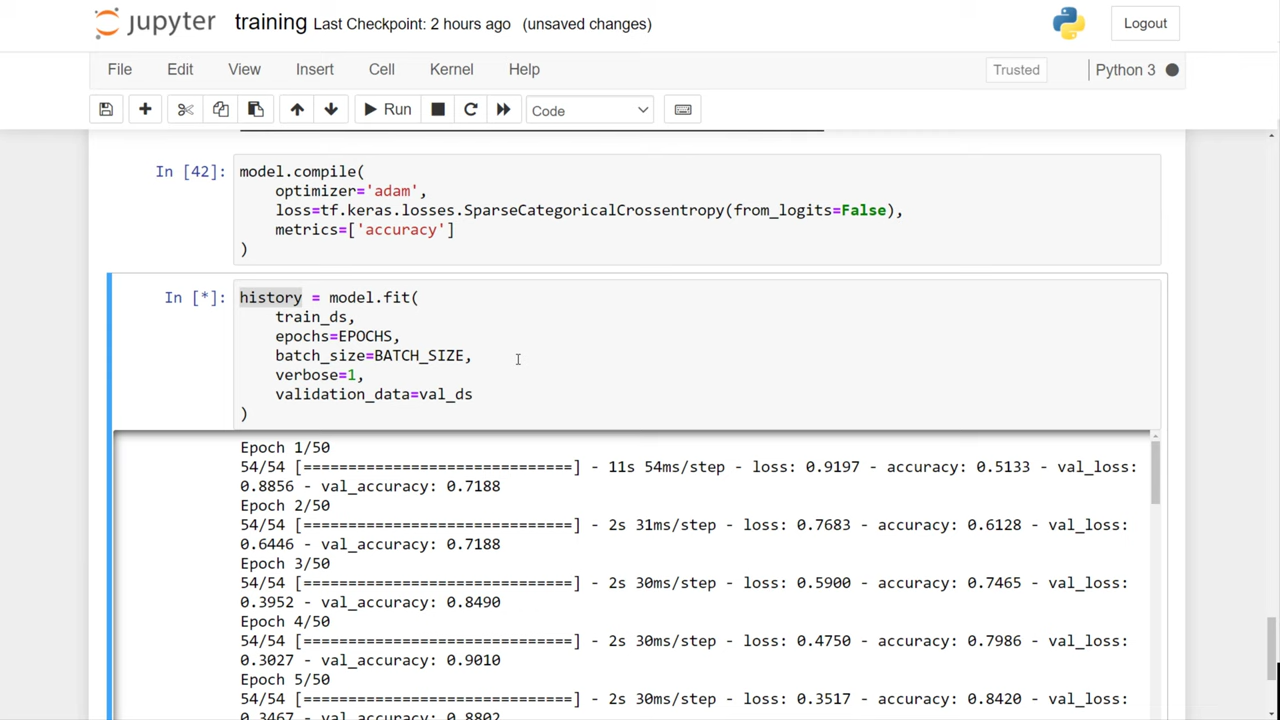 jupyter training Last Checkpoint: 2 hours ago (unsaved changes) Logout
File Edit View Insert Cell Kernel Help Trusted Python 3
Run Code
In [42]: model.compile(
optimizer='adam',
loss=tf.keras.losses.SparseCategoricalCrossentropy(from_logits=False),
metrics=['accuracy']
)
In [*]: history = model.fit(
train_ds,
epochs=EPOCHS,
batch_size=BATCH_SIZE,
verbose=1,
validation_data=val_ds
)
Epoch 1/50
54/54 [==============================] - 11s 54ms/step - loss: 0.9197 - accuracy: 0.5133 - val_loss:
0.8856 - val_accuracy: 0.7188
Epoch 2/50
54/54 [==============================] - 2s 31ms/step - loss: 0.7683 - accuracy: 0.6128 - val_loss:
0.6446 - val_accuracy: 0.7188
Epoch 3/50
54/54 [==============================] - 2s 30ms/step - loss: 0.5900 - accuracy: 0.7465 - val_loss:
0.3952 - val_accuracy: 0.8490
Epoch 4/50
54/54 [==============================] - 2s 30ms/step - loss: 0.4750 - accuracy: 0.7986 - val_loss:
0.3027 - val_accuracy: 0.9010
Epoch 5/50
54/54 [==============================] - 2s 30ms/step - loss: 0.3517 - accuracy: 0.8420 - val_loss:
0.3467 - val_accuracy: 0.8802